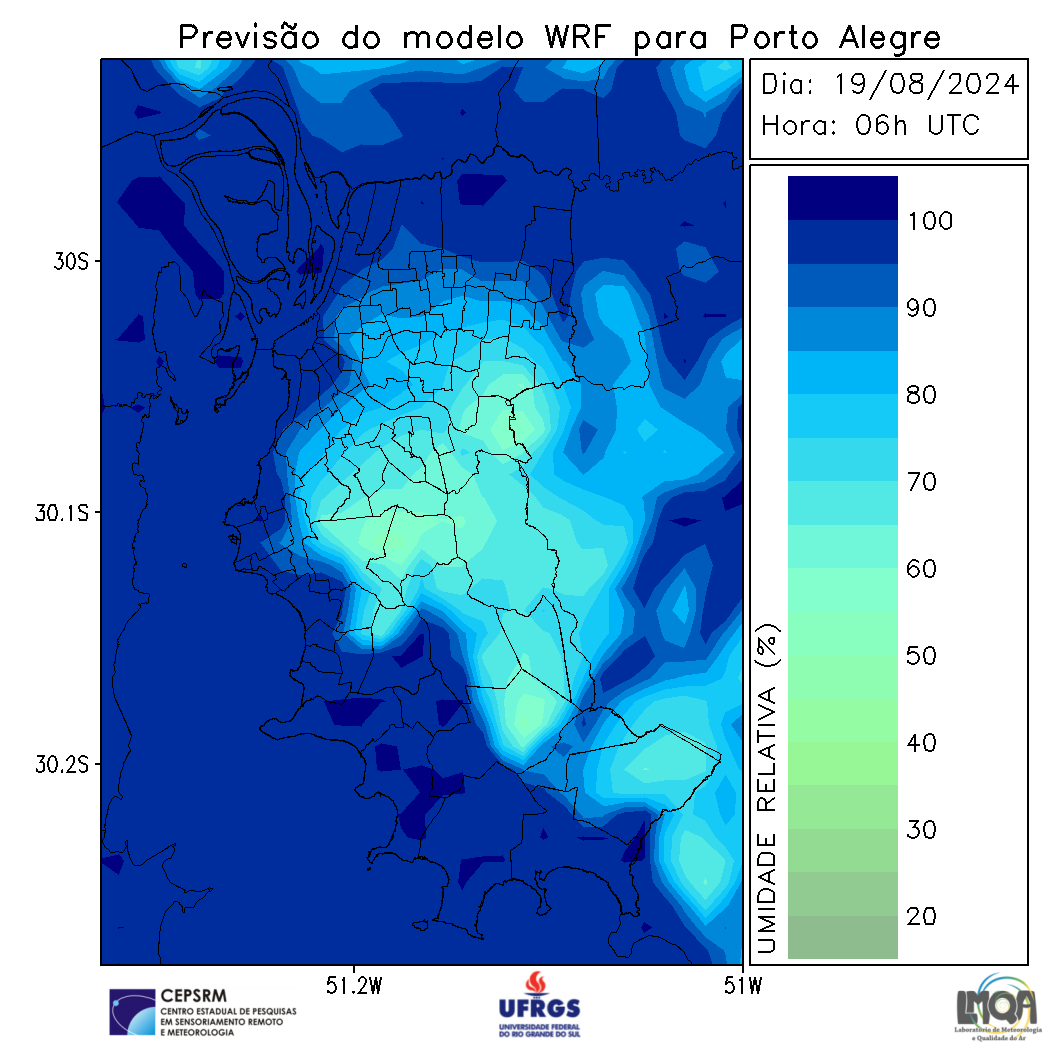 Previsão do modelo WRF para Porto Alegre
Dia: 19/08/2024
Hora: 06h UTC
30S
30.1S
30.2S
51.2W
51W
100
90
80
70
60
50
40
30
20
UMIDADE RELATIVA (%)
CEPSRM
CENTRO ESTADUAL DE PESQUISAS
EM SENSORIAMENTO REMOTO
E METEOROLOGIA
UFRGS
UNIVERSIDADE FEDERAL
DO RIO GRANDE DO SUL
LMQA
Laboratório de Meteorologia
e Qualidade do Ar